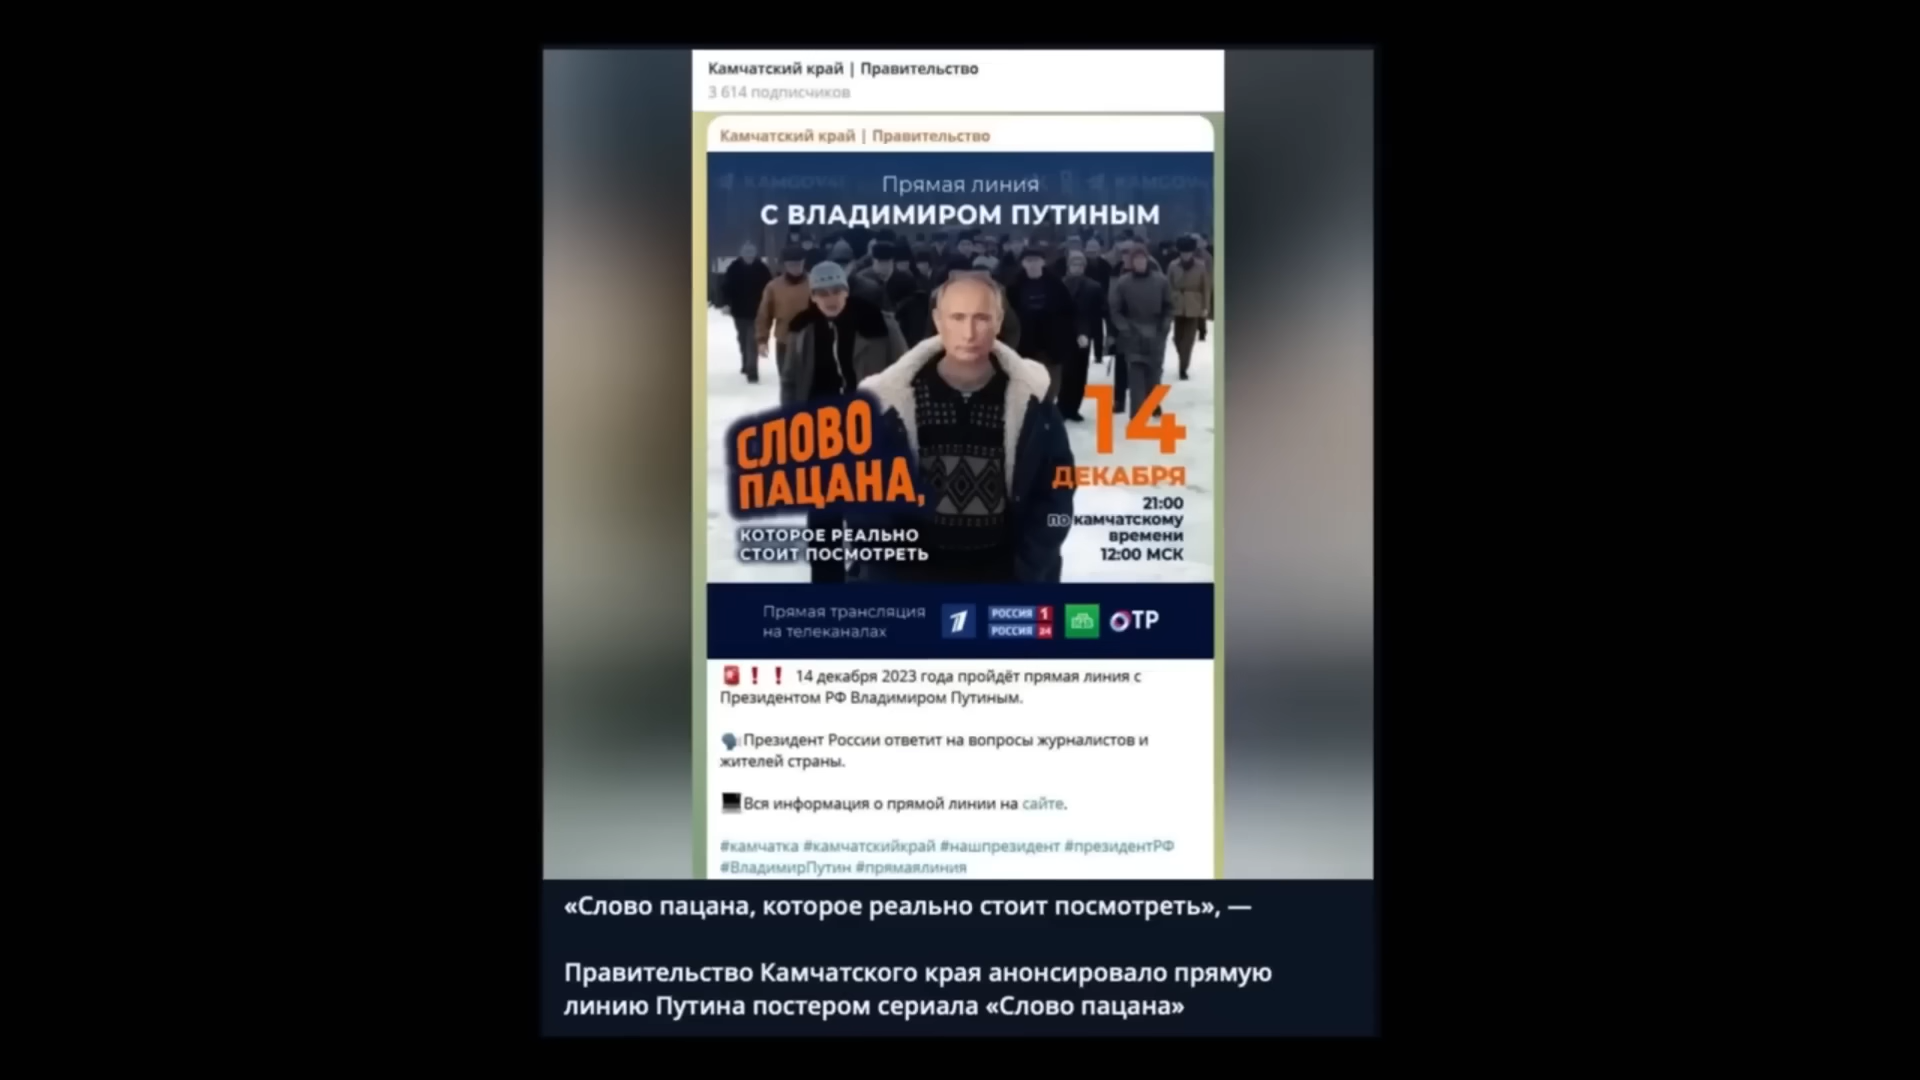 Камчатский край | Правительство
3 614 подписчиков
Камчатский край | Правительство
Прямая линия
С ВЛАДИМИРОМ ПУТИНЫМ
СЛОВО
ПАЦАНА,
КОТОРОЕ РЕАЛЬНО
СТОИТ ПОСМОТРЕТЬ
14
ДЕКАБРЯ
21:00
по камчатскому
времени
12:00 МСК
Прямая трансляция
на телеканалах
РОССИЯ 1
РОССИЯ 24
ОТР
14 декабря 2023 года пройдёт прямая линия с
Президентом РФ Владимиром Путиным.
Президент России ответит на вопросы журналистов и
жителей страны.
Вся информация о прямой линии на сайте.
#камчатка #камчатскийкрай #нашпрезидент #президентРФ
#ВладимирПутин #прямаялиния
«Слово пацана, которое реально стоит посмотреть», —
Правительство Камчатского края анонсировало прямую
линию Путина постером сериала «Слово пацана»